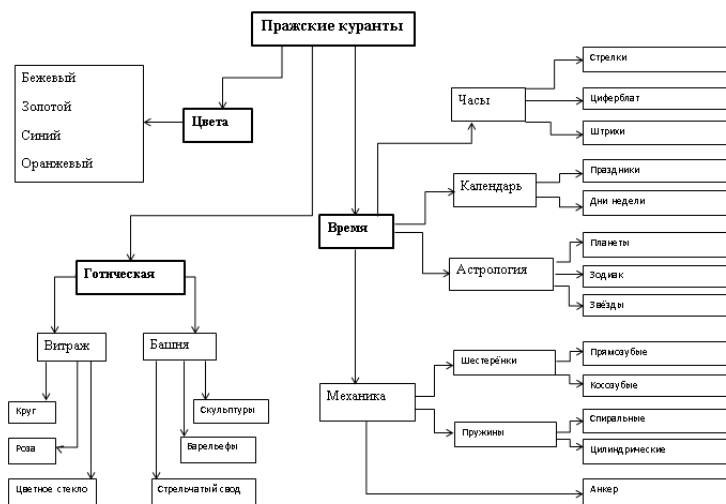 Пражские куранты
Бежевый
Золотой
Синий
Оранжевый
Цвета
Часы
Стрелки
Циферблат
Штрихи
Календарь
Праздники
Дни недели
Время
Астрология
Планеты
Зодиак
Звёзды
Готическая
Витраж
Башня
Круг
Роза
Цветное стекло
Скульптуры
Барельефы
Стрельчатый свод
Механика
Шестерёнки
Прямозубые
Косозубые
Пружины
Спиральные
Цилиндрические
Анкер